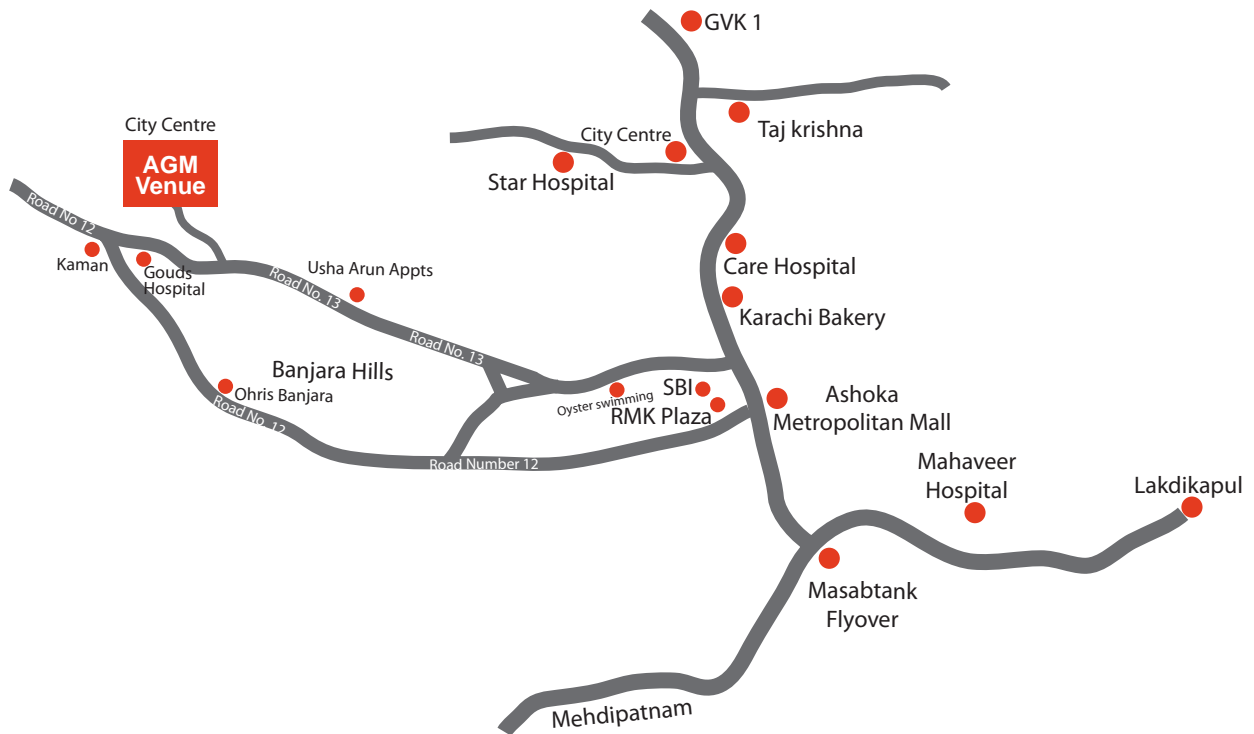 GVK 1
Taj krishna
City Centre
Star Hospital
City Centre
AGM
Venue
Road No 12
Kaman
Gouds
Hospital
Usha Arun Appts
Road No. 13
Road No. 13
Care Hospital
Karachi Bakery
Banjara Hills
Ohris Banjara
Road No. 12
Road Number 12
Oyster swimming
SBI
RMK Plaza
Ashoka
Metropolitan Mall
Mahaveer
Hospital
Lakdikapul
Masabtank
Flyover
Mehdipatnam